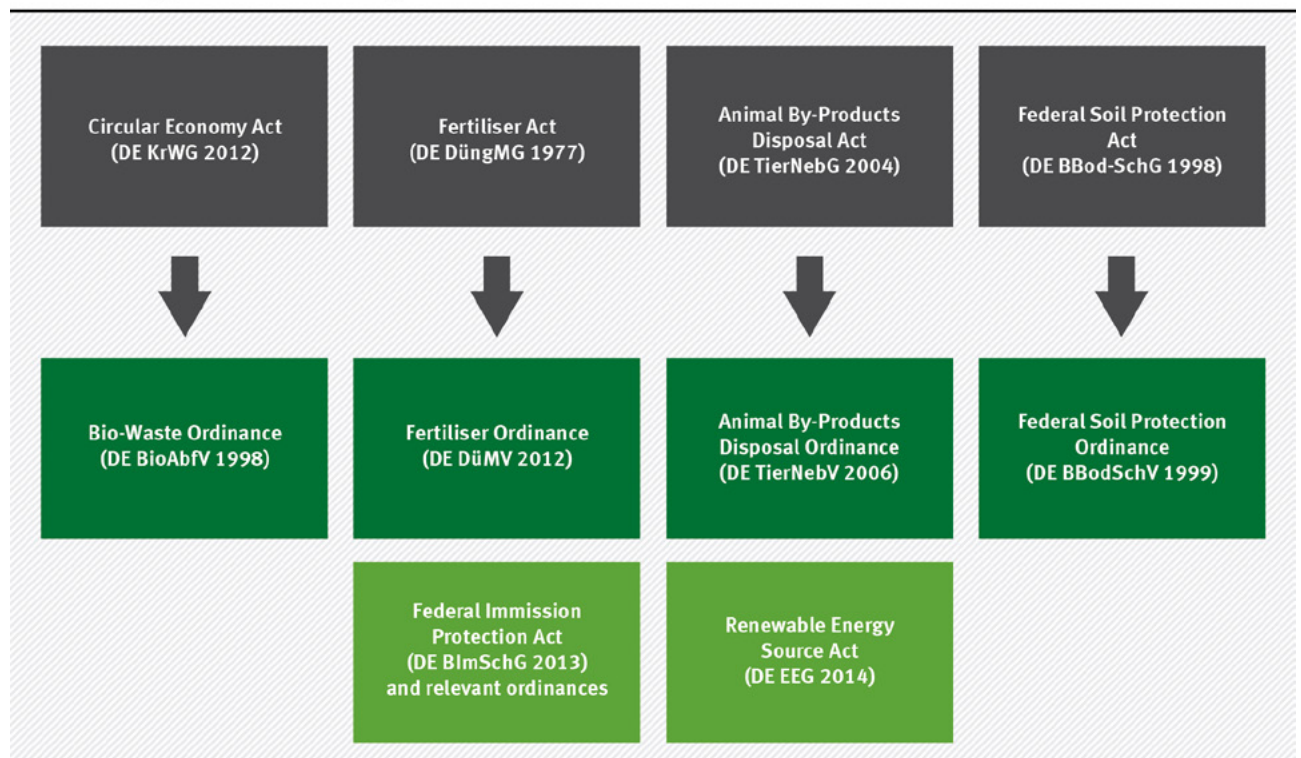 Circular Economy Act
(DE KrWG 2012)
Fertiliser Act
(DE DüngMG 1977)
Animal By-Products
Disposal Act
(DE TierNebG 2004)
Federal Soil Protection
Act
(DE BBod-SchG 1998)
Bio-Waste Ordinance
(DE BioAbfV 1998)
Fertiliser Ordinance
(DE DüMV 2012)
Animal By-Products
Disposal Ordinance
(DE TierNebV 2006)
Federal Soil Protection
Ordinance
(DE BBodSchV 1999)
Federal Immission
Protection Act
(DE BImSchG 2013)
and relevant ordinances
Renewable Energy
Source Act
(DE EEG 2014)